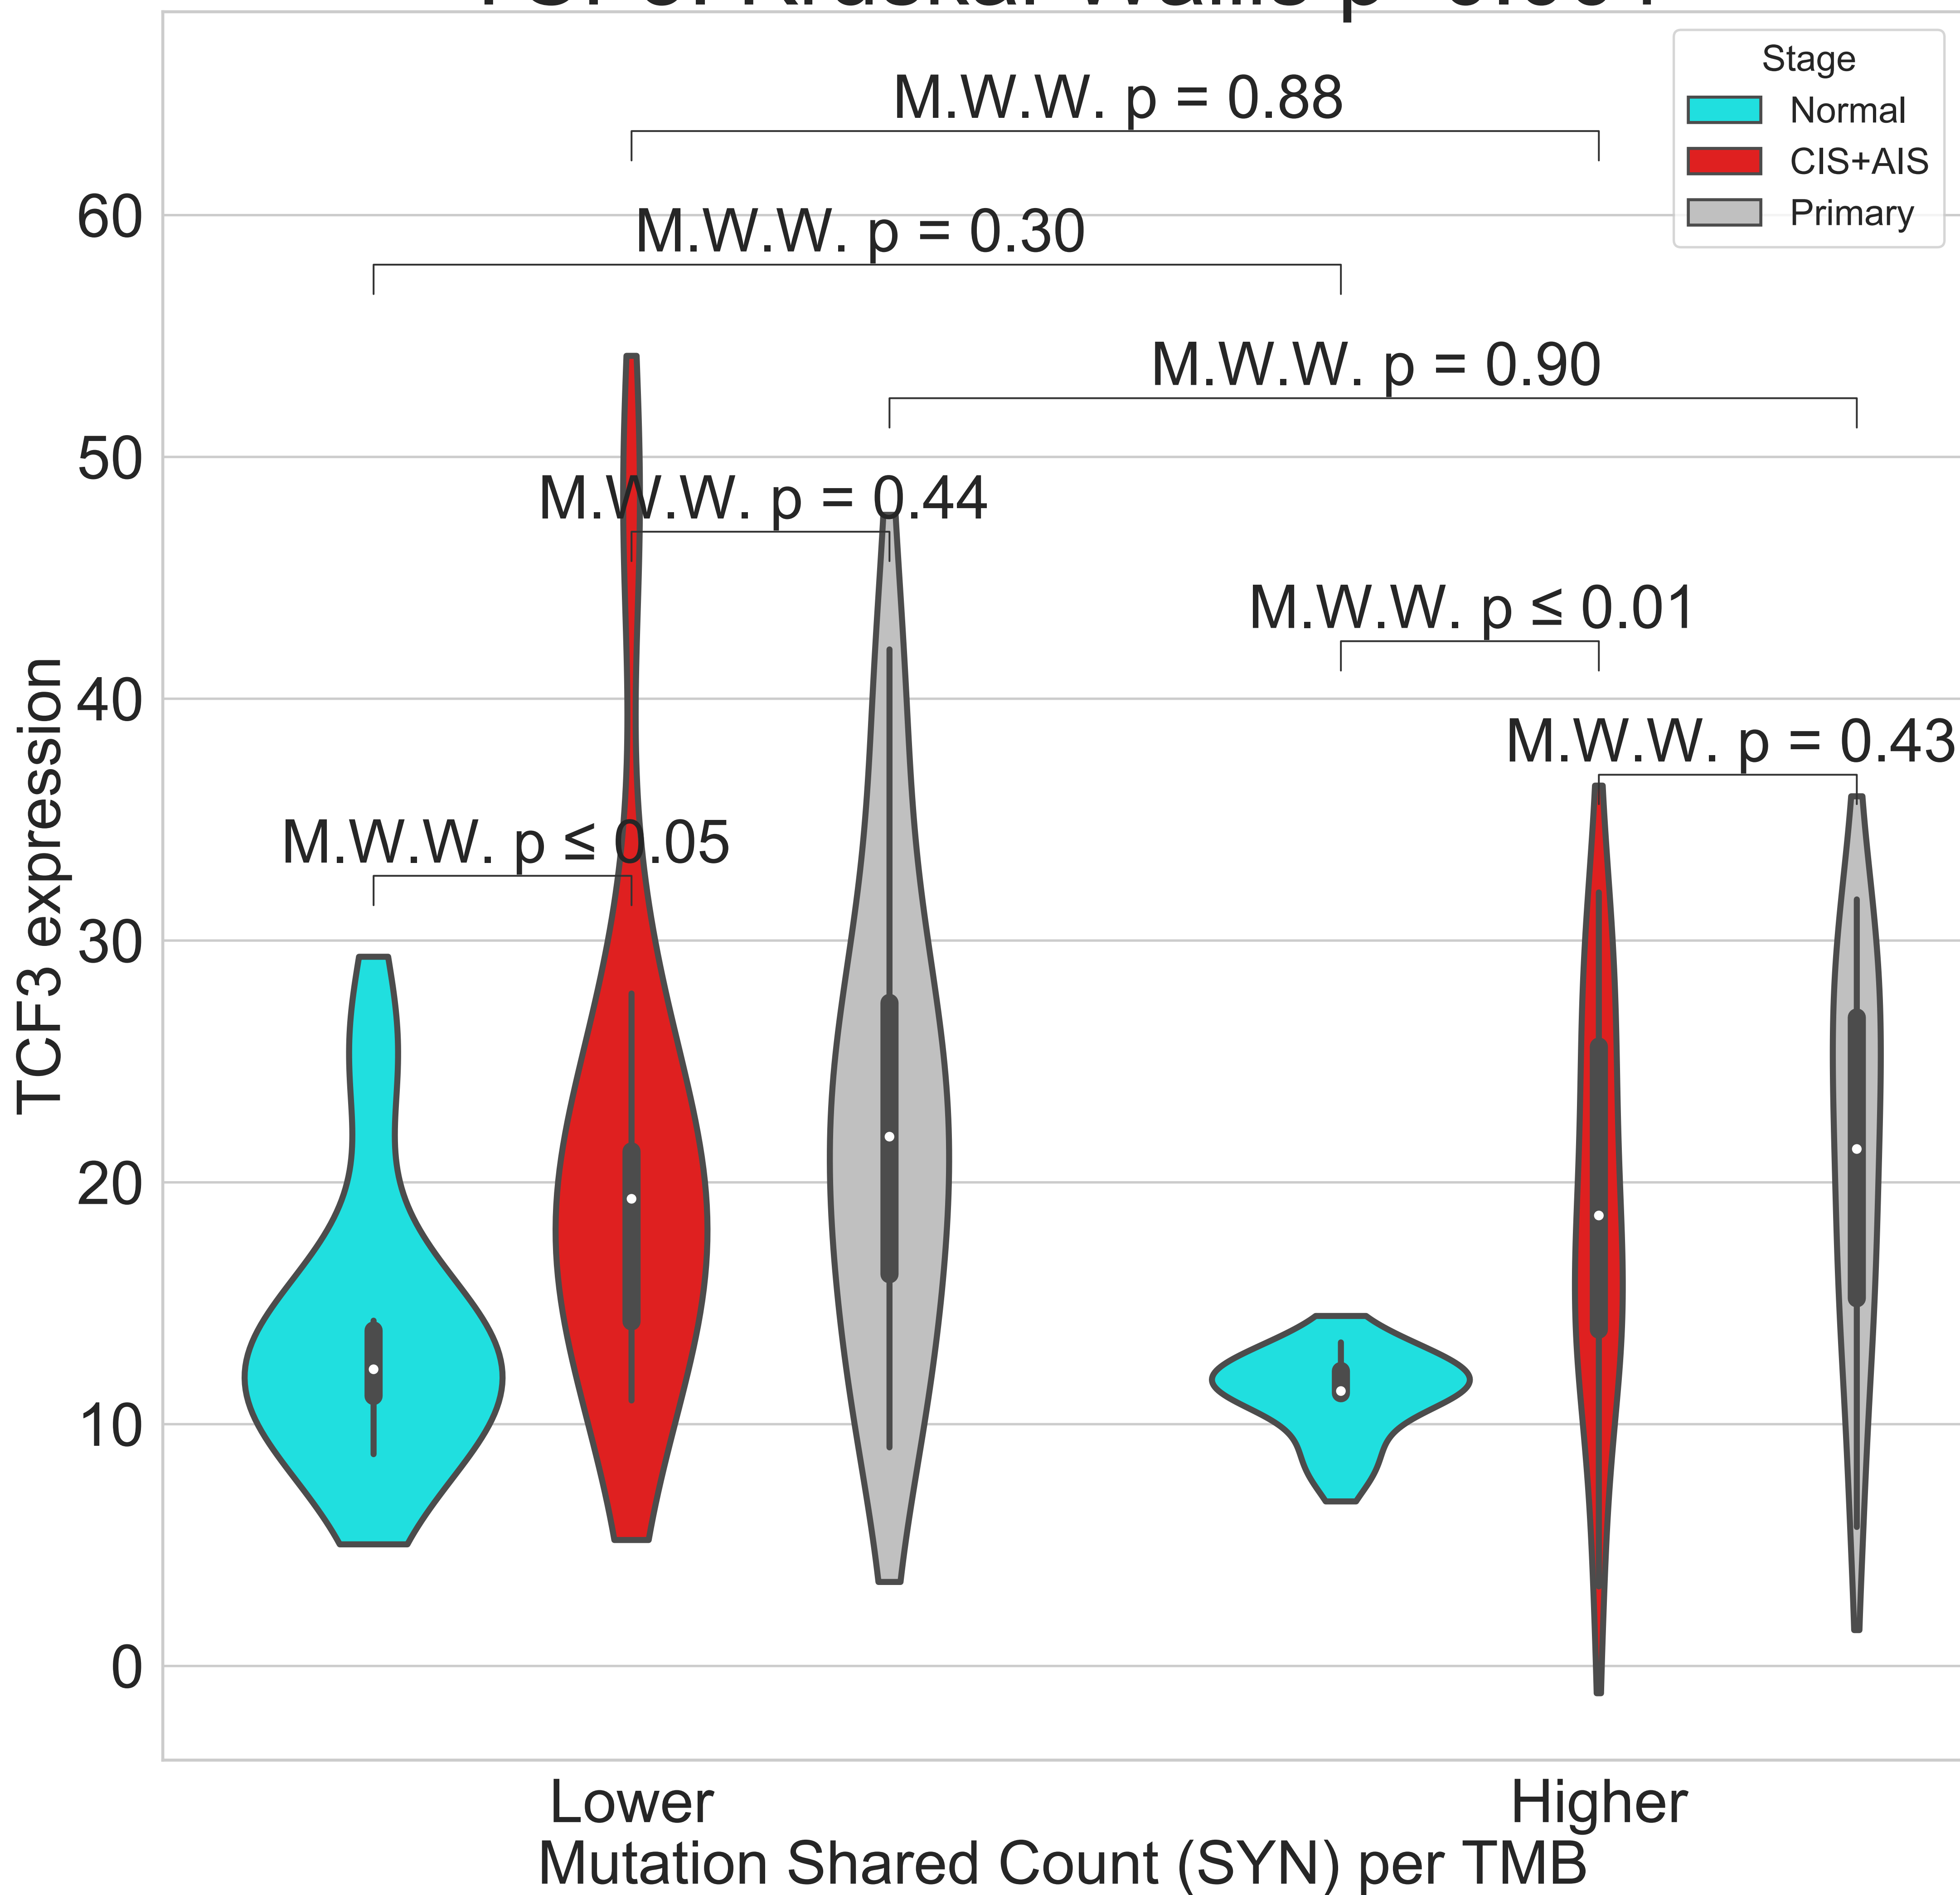 Stage
Normal
CIS+AIS
Primary
M.W.W. p = 0.88
M.W.W. p = 0.30
M.W.W. p = 0.90
M.W.W. p = 0.44
M.W.W. p ≤ 0.01
M.W.W. p = 0.43
M.W.W. p ≤ 0.05
60
50
40
30
20
10
0
TCF3 expression
Lower
Higher
Mutation Shared Count (SYN) per TMB